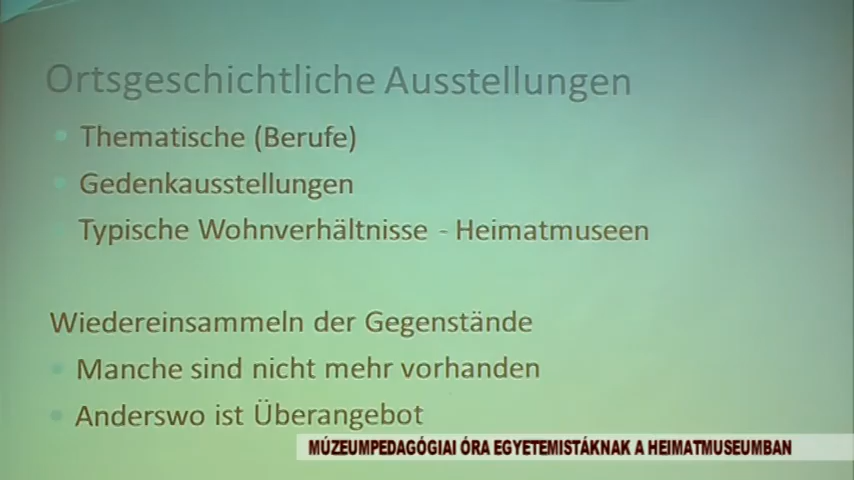 Ortsgeschichtliche Ausstellungen
Thematische (Berufe)
Gedenkausstellungen
Typische Wohnverhältnisse - Heimatmuseen
Wiedereinsammeln der Gegenstände
Manche sind nicht mehr vorhanden
Anderswo ist Überangebot
MÚZEUMPEDAGÓGIAI ÓRA EGYETEMISTÁKNAK A HEIMATMUSEUMBAN